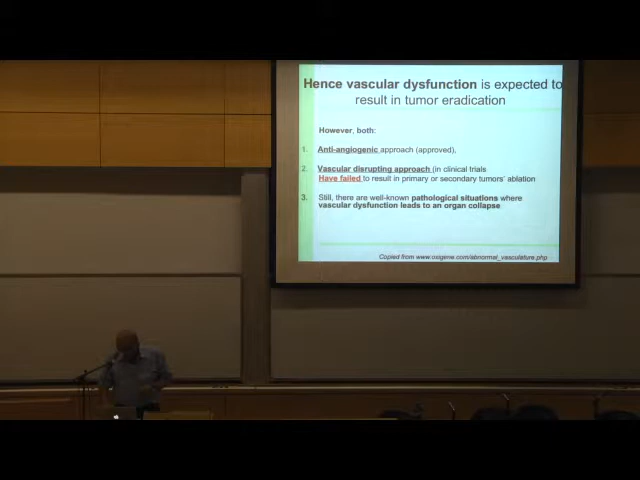 Hence vascular dysfunction is expected to
result in tumor eradication
However, both:
1. Anti-angiogenic approach (approved),
2. Vascular disrupting approach (in clinical trials
Have failed to result in primary or secondary tumors' ablation
3. Still, there are well-known pathological situations where
vascular dysfunction leads to an organ collapse
Copied from www.oxigene.com/abnormal_vasculature.php